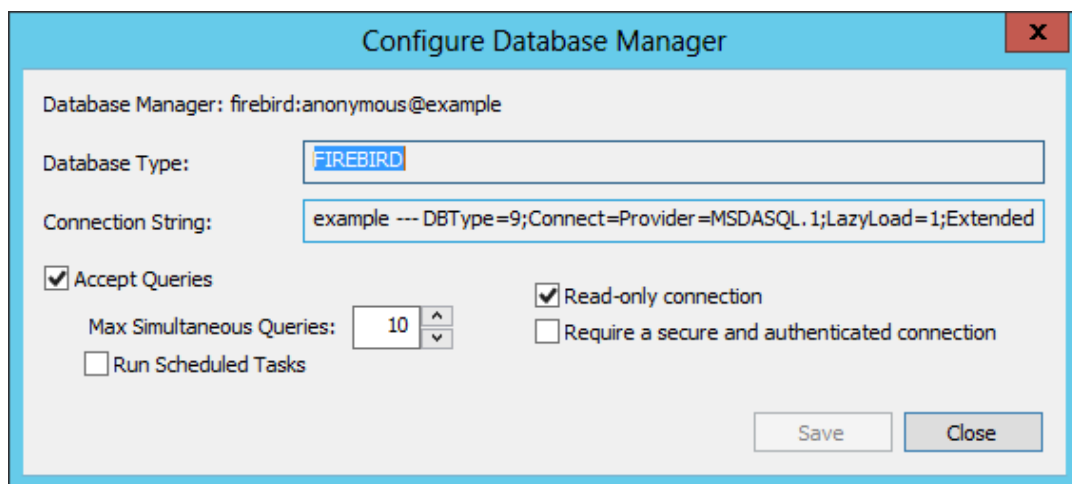 Configure Database Manager
x
Database Manager: firebird:anonymous@example
Database Type: FIREBIRD
Connection String: example --- DBType=9;Connect=Provider=MSDASQL.1;LazyLoad=1;Extended
Accept Queries
Read-only connection
Max Simultaneous Queries: 10
Require a secure and authenticated connection
Run Scheduled Tasks
Save Close